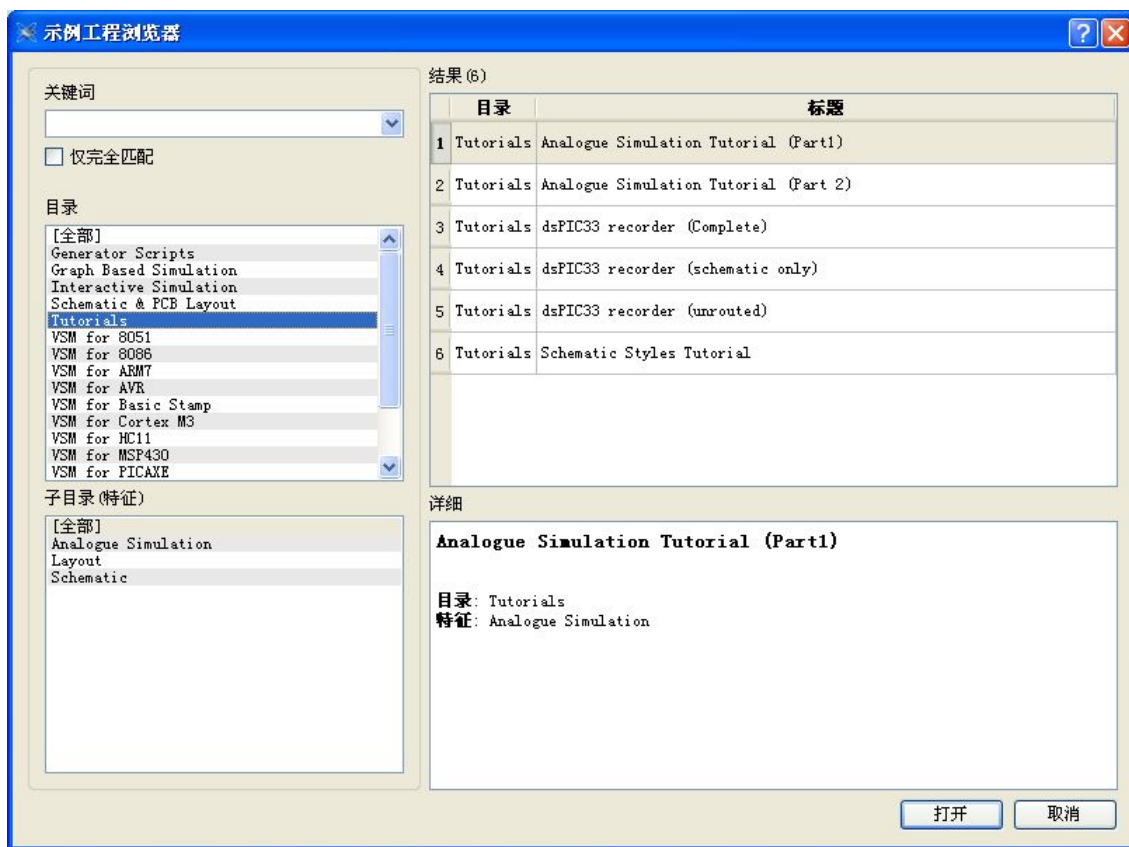 示例工程浏览器
关键词
仅完全匹配
目录
[全部]
Generator Scripts
Graph Based Simulation
Interactive Simulation
Schematic & PCB Layout
Tutorials
VSM for 8051
VSM for 8086
VSM for ARM7
VSM for AVR
VSM for Basic Stamp
VSM for Cortex M3
VSM for HC11
VSM for MSP430
VSM for PICAXE
子目录(特征)
[全部]
Analogue Simulation
Layout
Schematic
结果(6)
目录 标题
1 Tutorials Analogue Simulation Tutorial (Part1)
2 Tutorials Analogue Simulation Tutorial (Part 2)
3 Tutorials dsPIC33 recorder (Complete)
4 Tutorials dsPIC33 recorder (schematic only)
5 Tutorials dsPIC33 recorder (unrouted)
6 Tutorials Schematic Styles Tutorial
详细
Analogue Simulation Tutorial (Part1)
目录: Tutorials
特征: Analogue Simulation
打开 取消